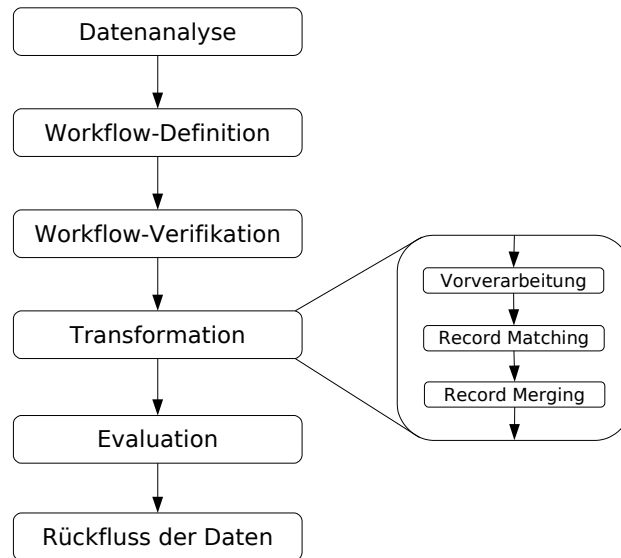 Datenanalyse
Workflow-Definition
Workflow-Verifikation
Transformation
Evaluation
Rückfluss der Daten
Vorverarbeitung
Record Matching
Record Merging